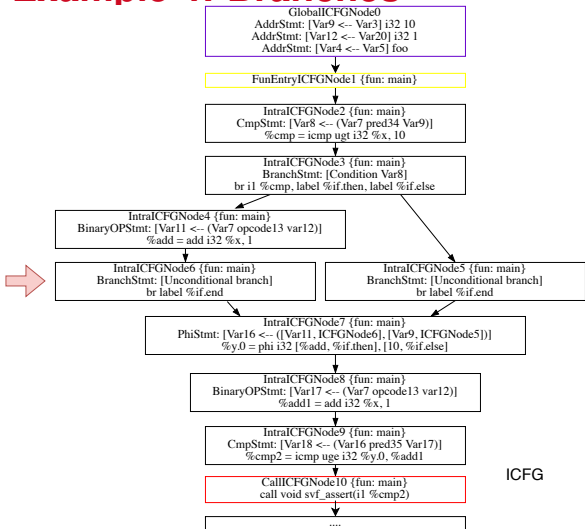 Example 4: Branches
GlobalICFGNode0
AddrStmt: [Var9 <-- Var3] i32 10
AddrStmt: [Var12 <-- Var20] i32 1
AddrStmt: [Var4 <-- Var5] foo
FunEntryICFGNode1 {fun: main}
IntraICFGNode2 {fun: main}
CmpStmt: [Var8 <-- (Var7 pred34 Var9)]
%cmp = icmp ugt i32 %x, 10
IntraICFGNode3 {fun: main}
BranchStmt: [Condition Var8]
br i1 %cmp, label %if.then, label %if.else
IntraICFGNode4 {fun: main}
BinaryOPStmt: [Var11 <-- (Var7 opcode13 var12)]
%add = add i32 %x, 1
IntraICFGNode6 {fun: main}
BranchStmt: [Unconditional branch]
br label %if.end
IntraICFGNode5 {fun: main}
BranchStmt: [Unconditional branch]
br label %if.end
IntraICFGNode7 {fun: main}
PhiStmt: [Var16 <-- ([Var11, ICFGNode6], [Var9, ICFGNode5])]
%y.0 = phi i32 [%add, %if.then], [10, %if.else]
IntraICFGNode8 {fun: main}
BinaryOPStmt: [Var17 <-- (Var7 opcode13 var12)]
%add1 = add i32 %x, 1
IntraICFGNode9 {fun: main}
CmpStmt: [Var18 <-- (Var16 pred35 Var17)]
%cmp2 = icmp uge i32 %y.0, %add1
ICFG
CallICFGNode10 {fun: main}
call void svf_assert(i1 %cmp2)
....